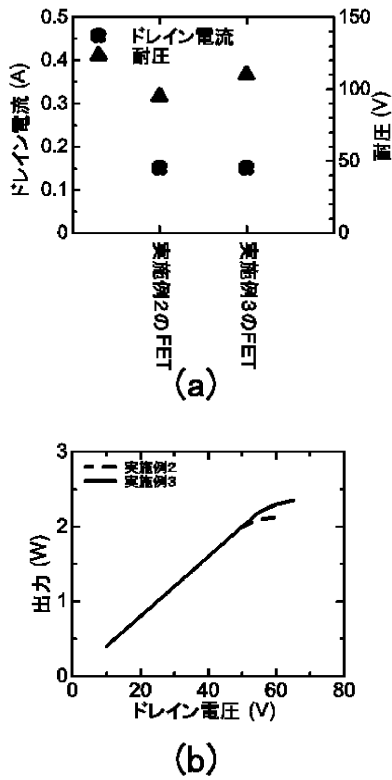 ドレイン電流
耐圧
0.5
0.4
0.3
0.2
0.1
0
ドレイン電流 (A)
150
100
50
0
耐圧 (V)
実施例2のFET
実施例3のFET
(a)
実施例2
実施例3
3
2
1
0
出力 (W)
0 20 40 60 80
ドレイン電圧 (V)
(b)